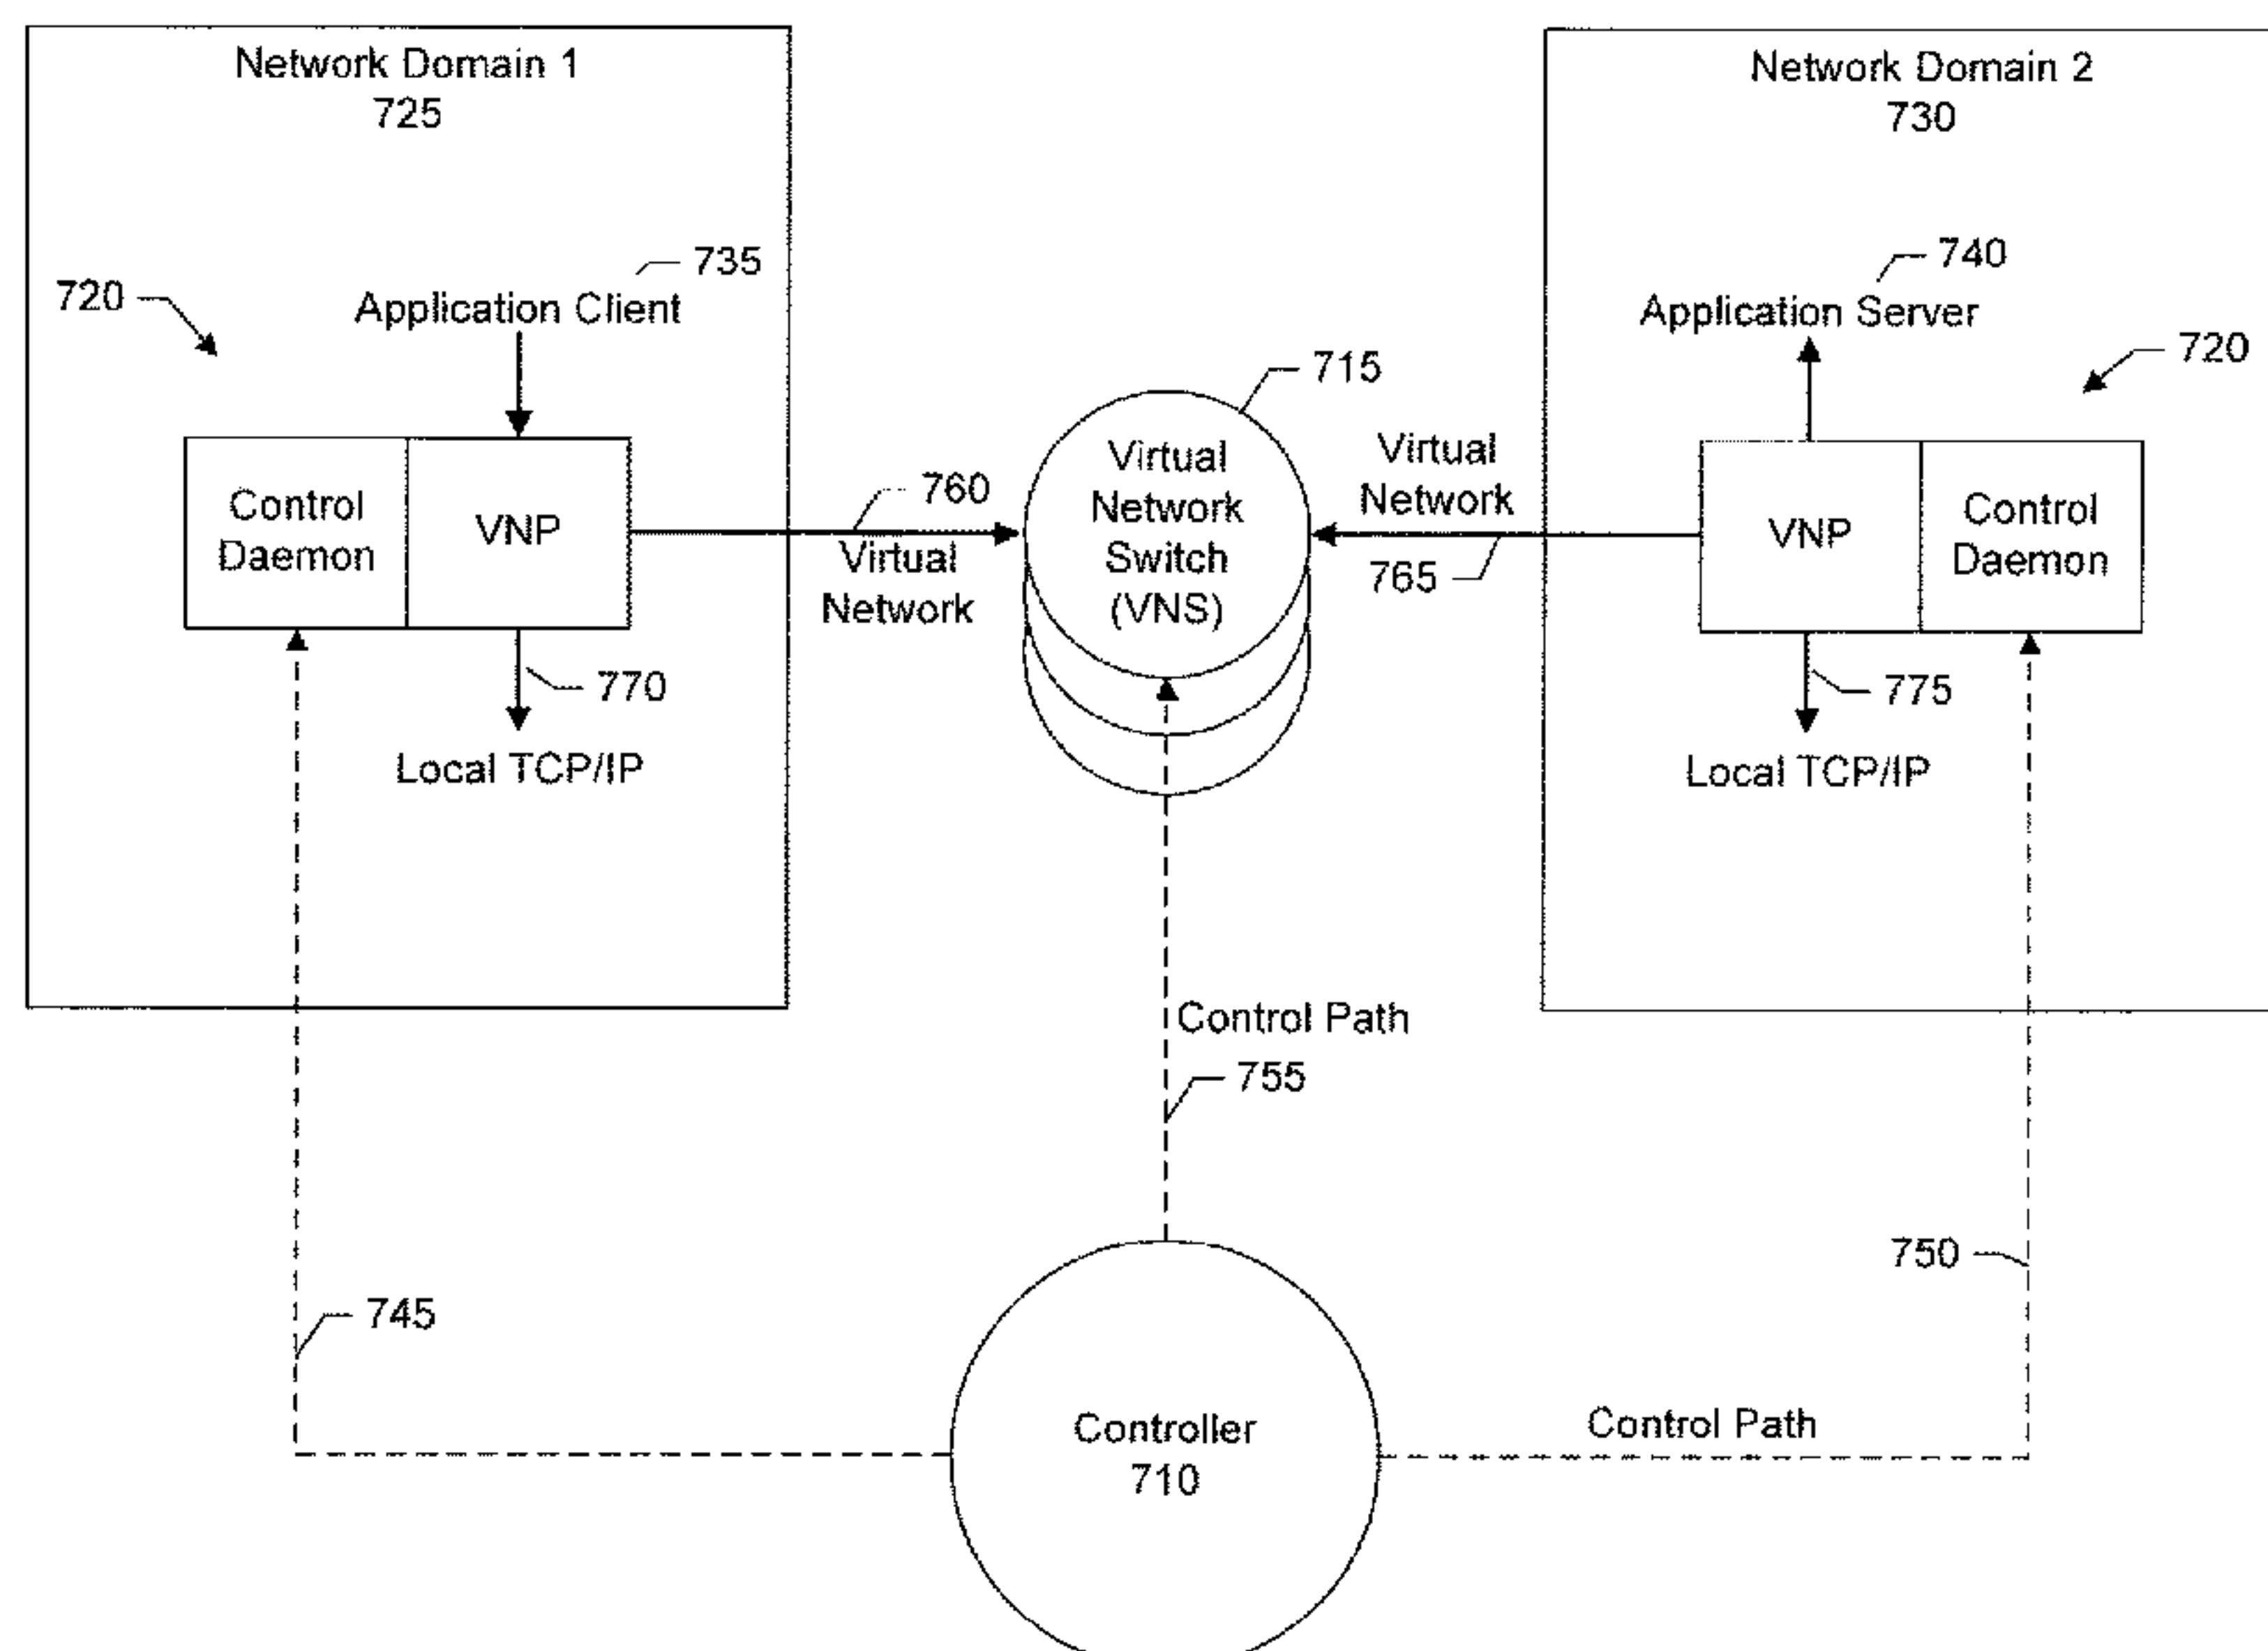 Network Domain 1
725
Network Domain 2
730
735
740
720
Application Client
Application Server
720
715
Control
Daemon
VNP
760
Virtual
Network
Virtual
Network
Switch
(VNS)
Virtual
Network
765
VNP
Control
Daemon
770
775
Local TCP/IP
Local TCP/IP
Control Path
755
745
750
Control Path
Controller
710